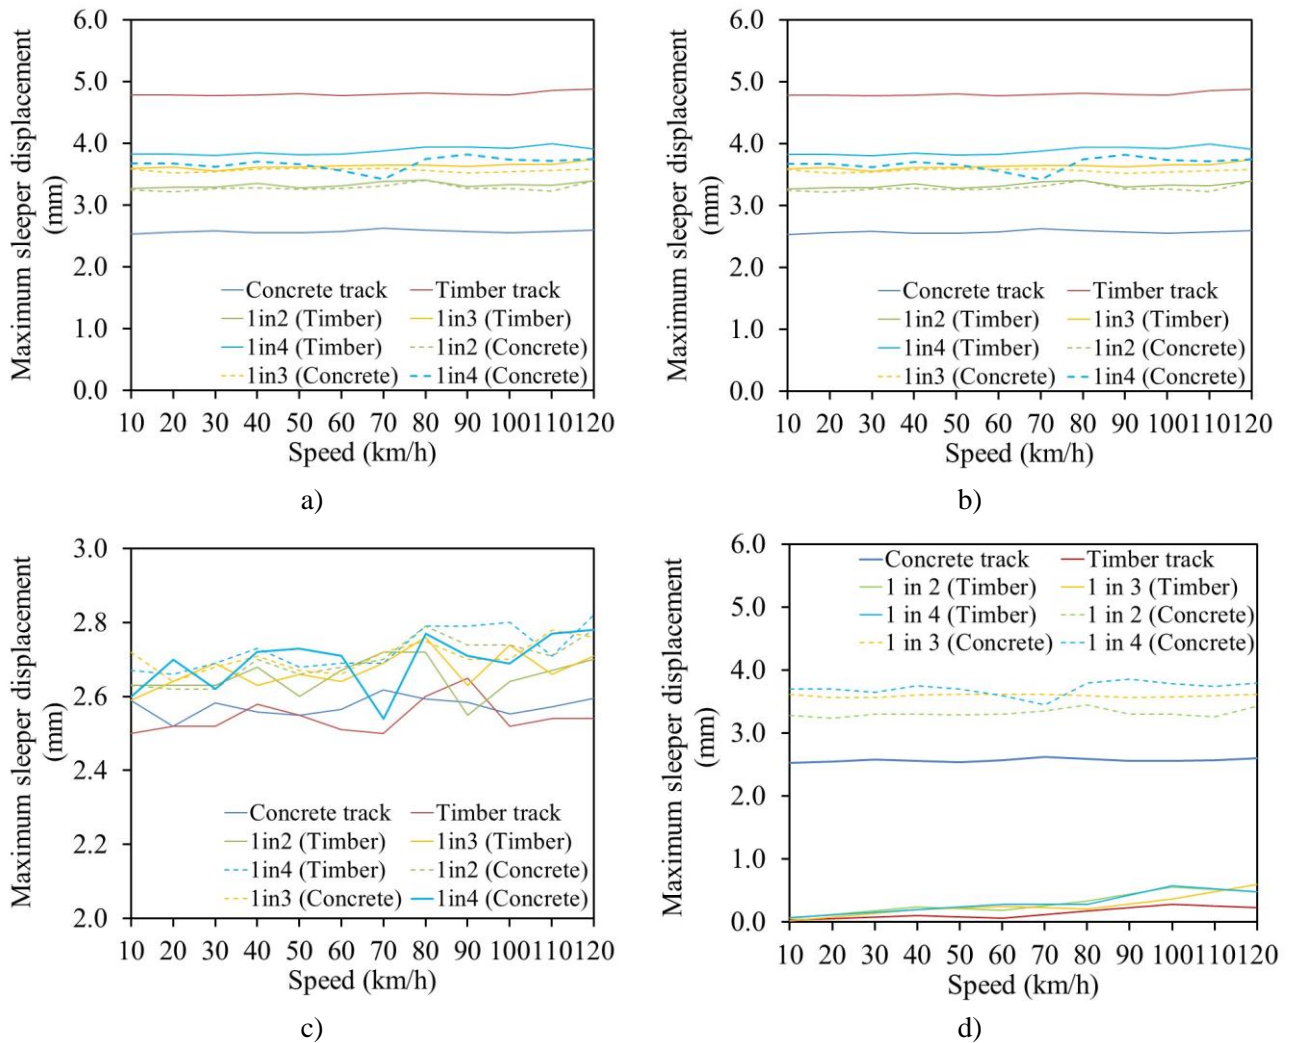 Maximum sleeper displacement
(mm)
6.0
5.0
4.0
3.0
2.0
1.0
0.0
Concrete track
Timber track
1in2 (Timber)
1in3 (Timber)
1in4 (Timber)
1in2 (Concrete)
1in3 (Concrete)
1in4 (Concrete)
10 20 30 40 50 60 70 80 90 100110120
Speed (km/h)
a)
Maximum sleeper displacement
(mm)
6.0
5.0
4.0
3.0
2.0
1.0
0.0
Concrete track
Timber track
1in2 (Timber)
1in3 (Timber)
1in4 (Timber)
1in2 (Concrete)
1in3 (Concrete)
1in4 (Concrete)
10 20 30 40 50 60 70 80 90 100110120
Speed (km/h)
b)
Maximum sleeper displacement
(mm)
3.0
2.8
2.6
2.4
2.2
2.0
Concrete track
Timber track
1in2 (Timber)
1in3 (Timber)
1in4 (Timber)
1in2 (Concrete)
1in3 (Concrete)
1in4 (Concrete)
10 20 30 40 50 60 70 80 90 100110120
Speed (km/h)
c)
Maximum sleeper displacement
(mm)
6.0
5.0
4.0
3.0
2.0
1.0
0.0
Concrete track
Timber track
1 in 2 (Timber)
1 in 3 (Timber)
1 in 4 (Timber)
1 in 2 (Concrete)
1 in 3 (Concrete)
1 in 4 (Concrete)
10 20 30 40 50 60 70 80 90 100110120
Speed (km/h)
d)